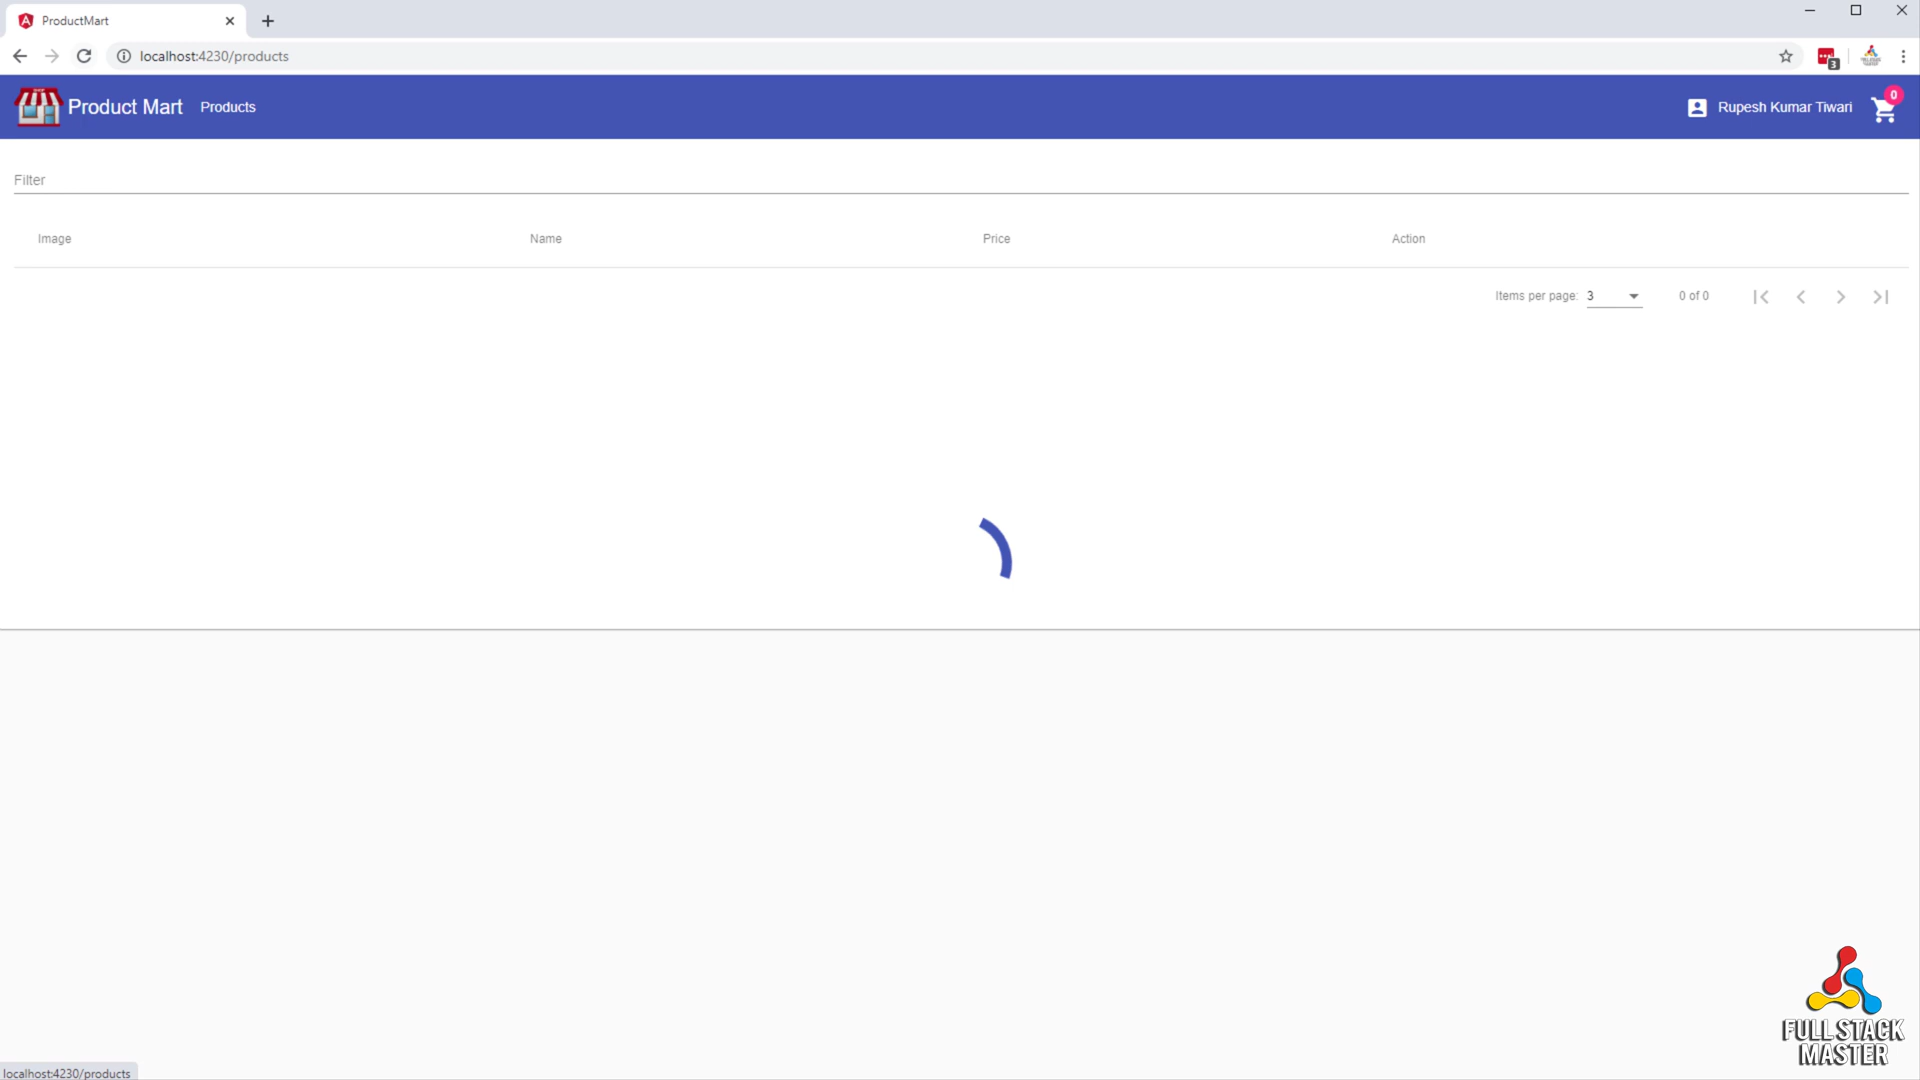 ProductMart
localhost:4230/products
3
Product Mart
Products
Rupesh Kumar Tiwari
0
Filter
Image Name Price Action
Items per page: 3 0 of 0
FULL STACK
MASTER
localhost:4230/products